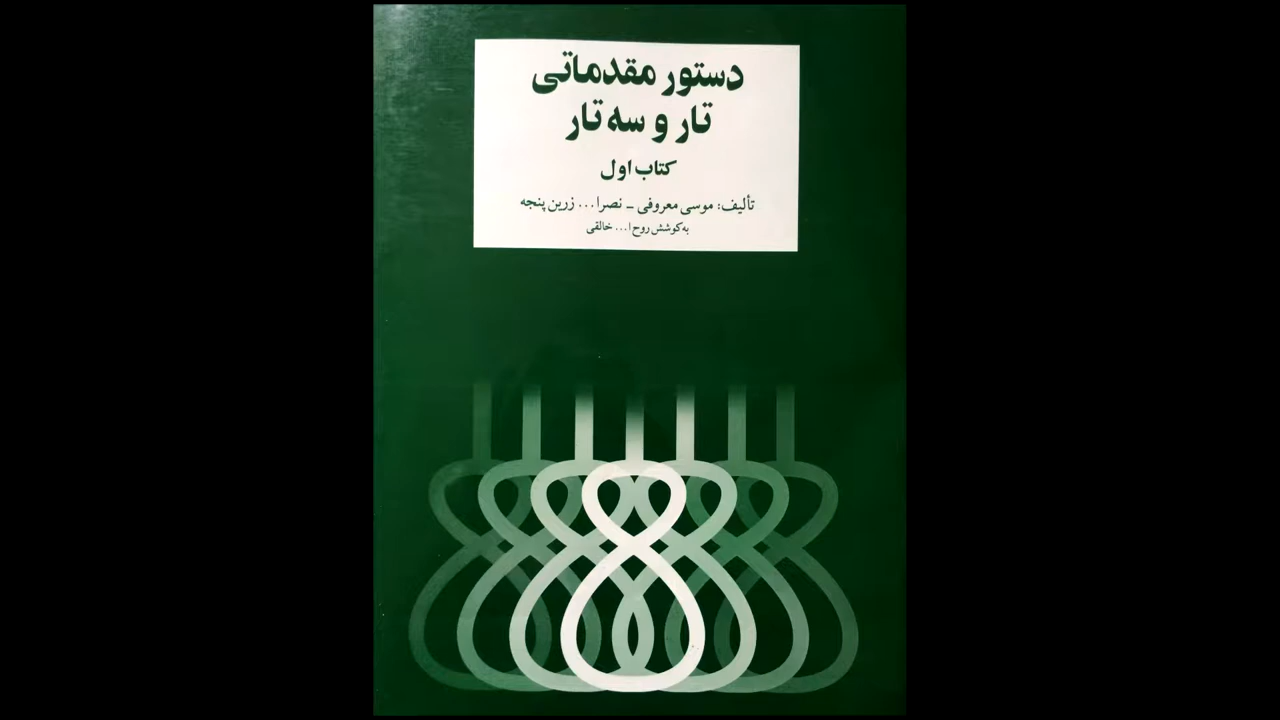 دستور مقدماتی
تار و سه تار
کتاب اول
تألیف: موسی معروفی ـ نصرا... زرین پنجه
به کوشش روح ا... خالقی